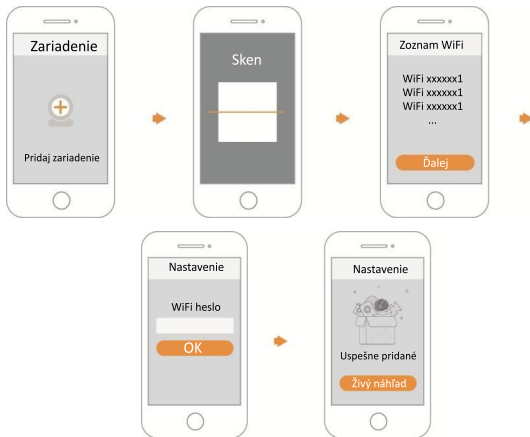 Zariadenie
Pridaj zariadenie
Sken
Zoznam WiFi
WiFi xxxxxx1
WiFi xxxxxx1
WiFi xxxxxx1
...
Ďalej
Nastavenie
WiFi heslo
OK
Nastavenie
Uspešne pridané
Živý náhľad